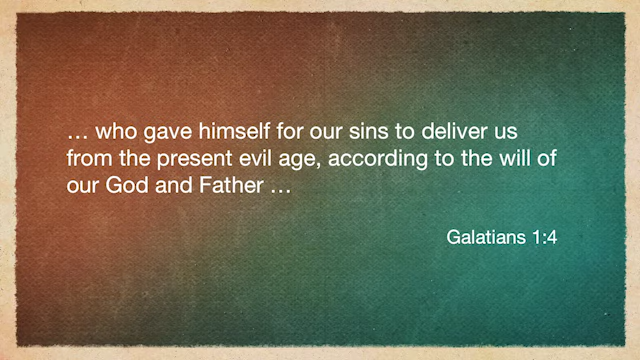 … who gave himself for our sins to deliver us
from the present evil age, according to the will of
our God and Father …
Galatians 1:4